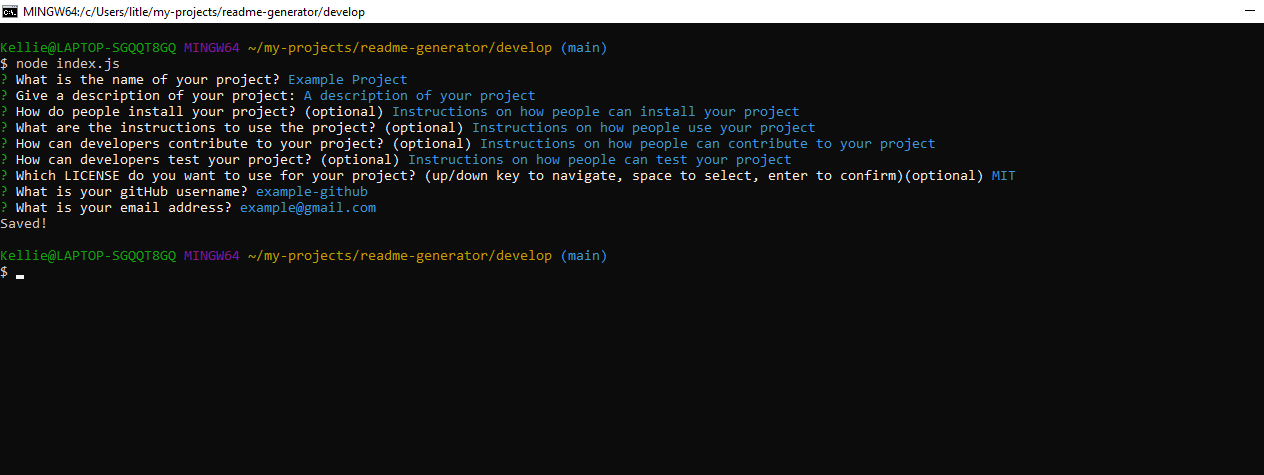 MINGW64:/c/Users/litle/my-projects/readme-generator/develop
Kellie@LAPTOP-SGQQT8GQ MINGW64 ~/my-projects/readme-generator/develop (main)
$ node index.js
? What is the name of your project? Example Project
? Give a description of your project: A description of your project
? How do people install your project? (optional) Instructions on how people can install your project
? What are the instructions to use the project? (optional) Instructions on how people use your project
? How can developers contribute to your project? (optional) Instructions on how people can contribute to your project
? How can developers test your project? (optional) Instructions on how people can test your project
? Which LICENSE do you want to use for your project? (up/down key to navigate, space to select, enter to confirm)(optional) MIT
? What is your gitHub username? example-github
? What is your email address? example@gmail.com
Saved!
Kellie@LAPTOP-SGQQT8GQ MINGW64 ~/my-projects/readme-generator/develop (main)
$